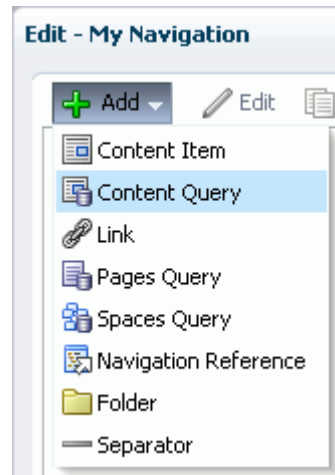 Edit - My Navigation
Add Edit
Content Item
Content Query
Link
Pages Query
Spaces Query
Navigation Reference
Folder
Separator